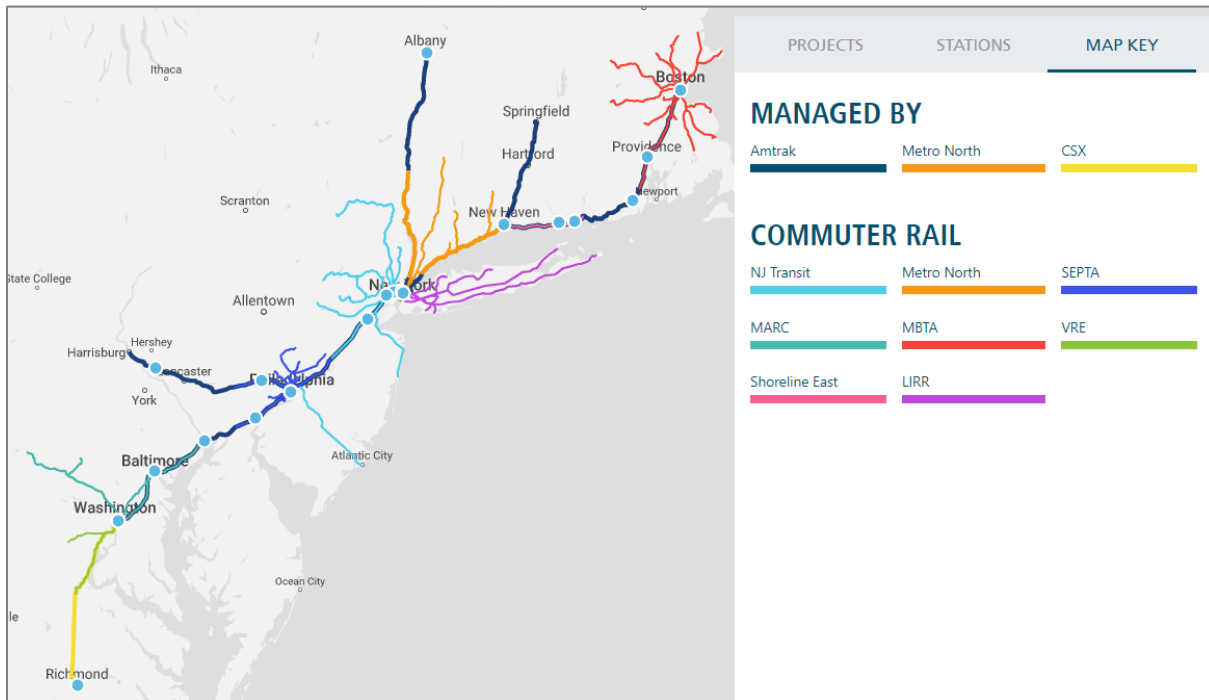 Albany
Ithaca
Boston
Springfield
Hartford
Providence
Newport
Scranton
New Haven
State College
New York
Allentown
Hershey
Harrisburg
Lancaster
Philadelphia
York
Baltimore
Atlantic City
Washington
Ocean City
le
Richmond
PROJECTS STATIONS MAP KEY
MANAGED BY
Amtrak Metro North CSX
COMMUTER RAIL
NJ Transit Metro North SEPTA
MARC MBTA VRE
Shoreline East LIRR